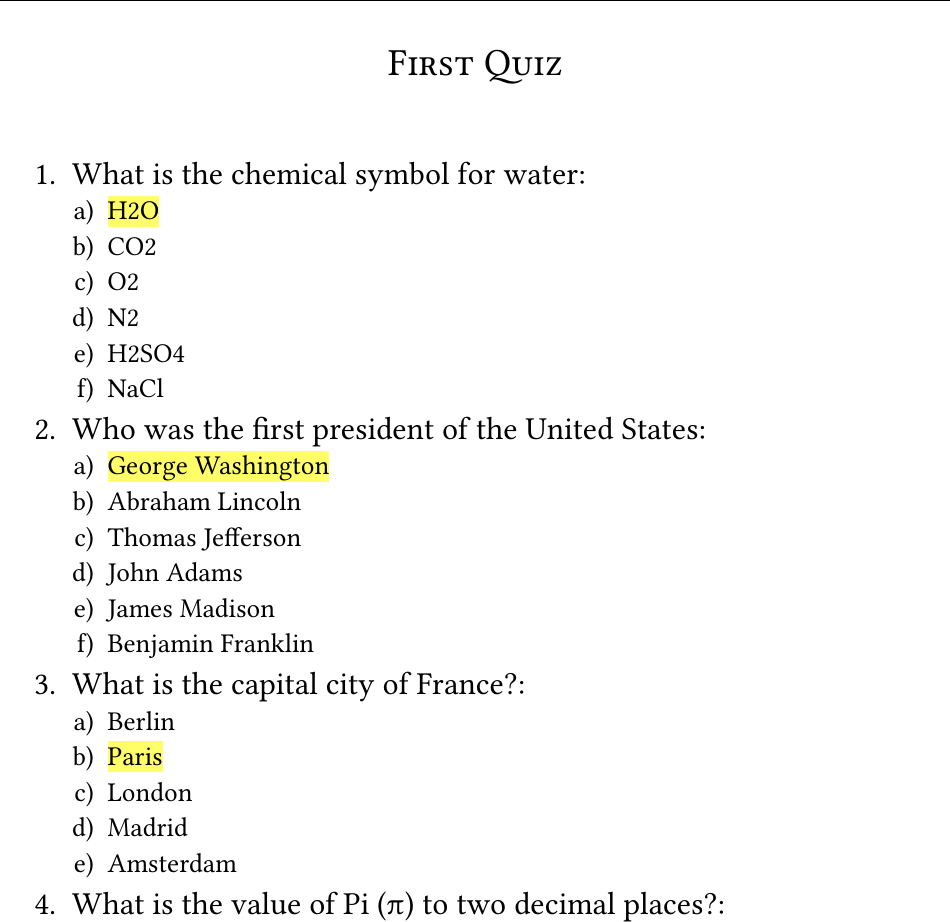 First Quiz
1. What is the chemical symbol for water:
a) H2O
b) CO2
c) O2
d) N2
e) H2SO4
f) NaCl
2. Who was the first president of the United States:
a) George Washington
b) Abraham Lincoln
c) Thomas Jefferson
d) John Adams
e) James Madison
f) Benjamin Franklin
3. What is the capital city of France?:
a) Berlin
b) Paris
c) London
d) Madrid
e) Amsterdam
4. What is the value of Pi (π) to two decimal places?: